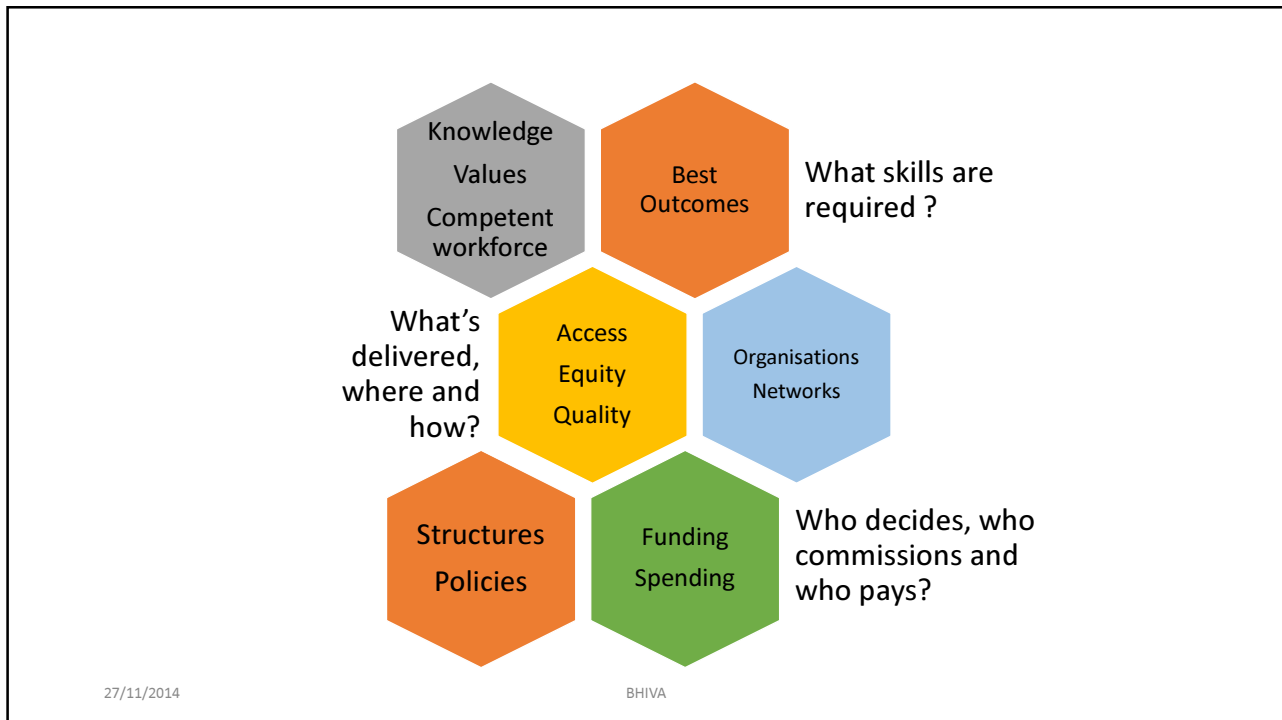 Knowledge
Values
Competent
workforce
Best
Outcomes
What skills are
required ?
What's
delivered,
where and
how?
Access
Equity
Quality
Organisations
Networks
Structures
Policies
Funding
Spending
Who decides, who
commissions and
who pays?
27/11/2014
BHIVA